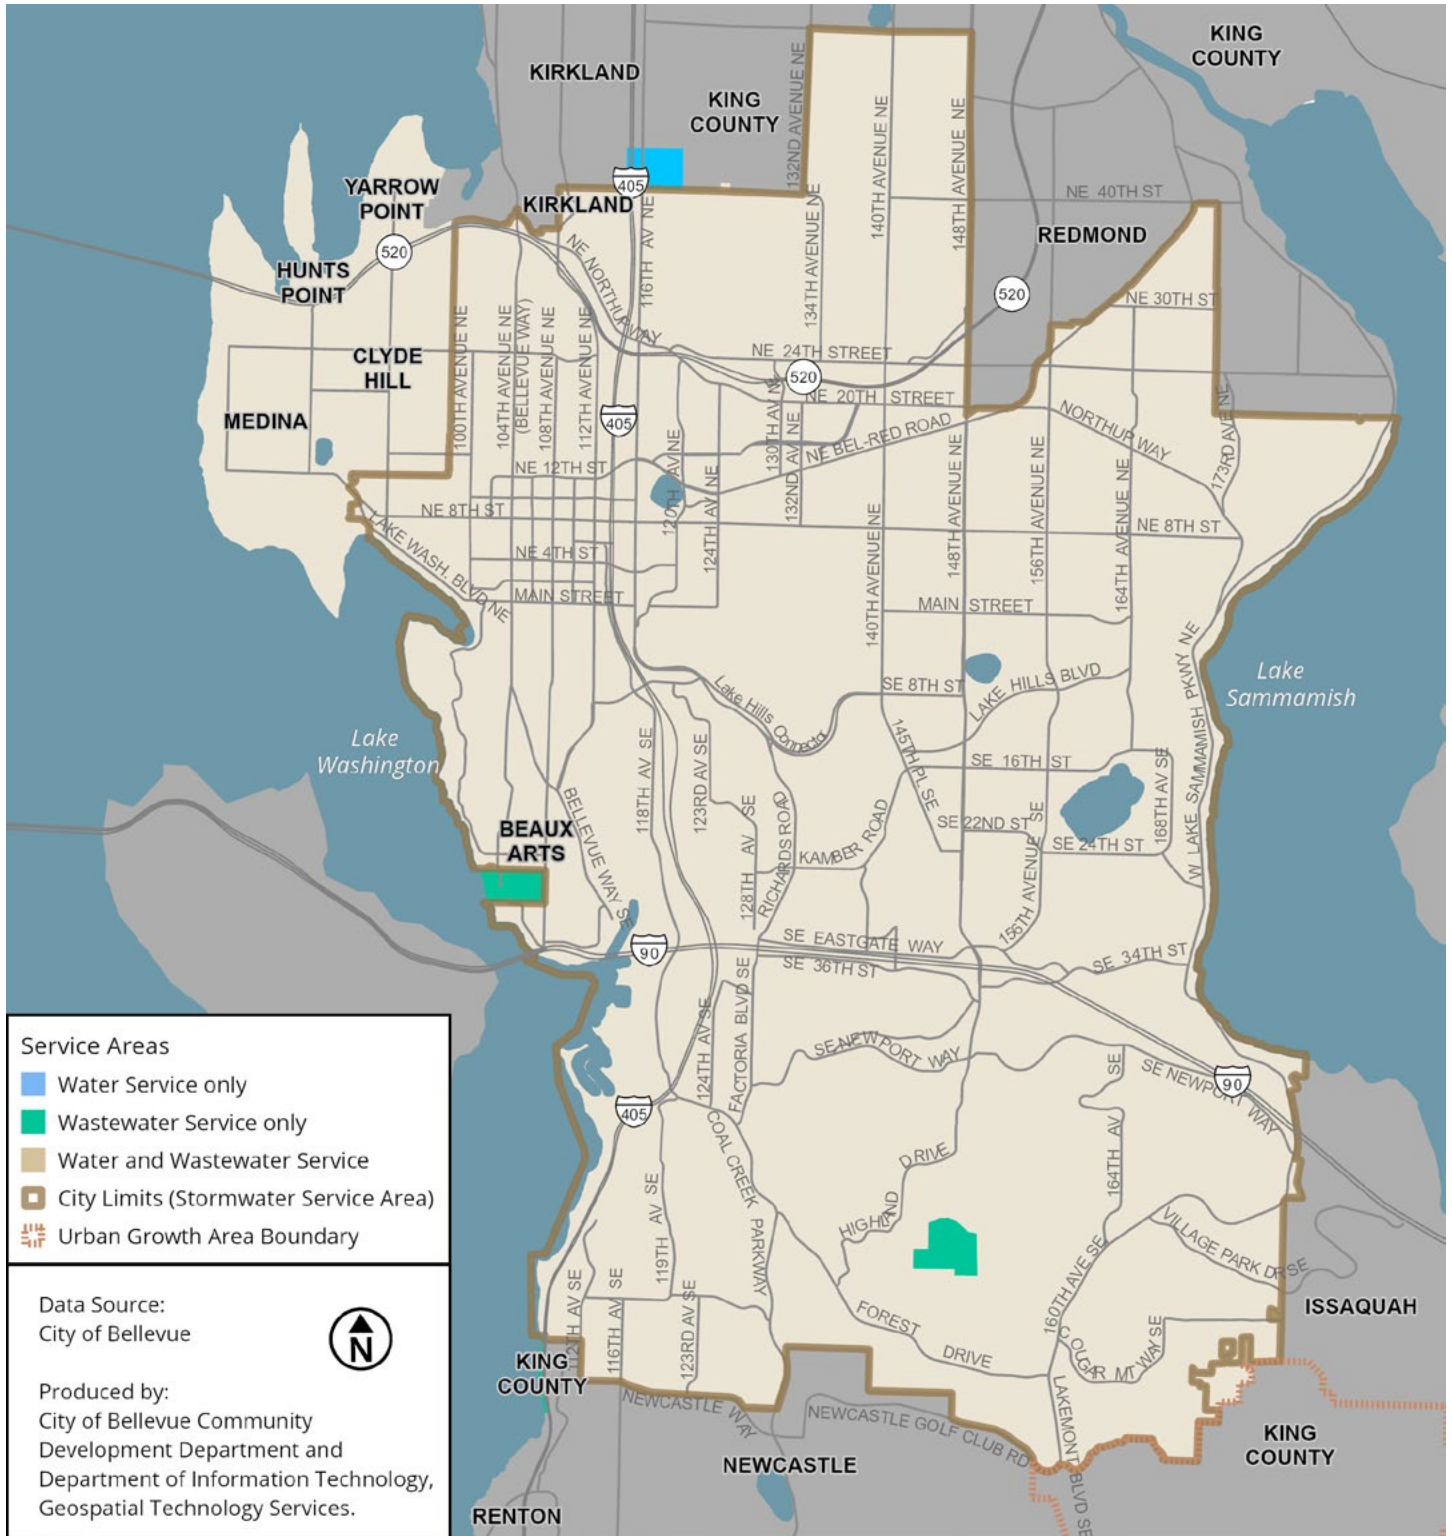 KING
COUNTY
KIRKLAND
KING
COUNTY
132ND AVENUE NE
140TH AVENUE NE
148TH AVENUE NE
YARROW
POINT
405
KIRKLAND
NE 40TH ST
REDMOND
520
HUNTS
POINT
NE NORTHUP WAY
116TH AV NE
134TH AVENUE NE
520
NE 30TH ST
CLYDE
HILL
100TH AVENUE NE
104TH AVENUE NE
(BELLEVUE WAY)
108TH AVENUE NE
112TH AVENUE NE
NE 24TH STREET
520
NE 20TH STREET
MEDINA
405
130TH AV NE
132ND AV NE
NE BEL-RED ROAD
NORTHUP WAY
173RD AVE NE
NE 12TH ST
120TH AV NE
124TH AV NE
NE 8TH ST
LAKE WASH. BLVD NE
NE 4TH ST
MAIN STREET
140TH AVENUE NE
148TH AVENUE NE
156TH AVENUE NE
164TH AVENUE NE
NE 8TH ST
MAIN STREET
Lake
Sammamish
W LAKE SAMMAMISH PKWY NE
Lake Hills Connector
SE 8TH ST
LAKE HILLS BLVD
145TH PL SE
SE 16TH ST
Lake
Washington
118TH AV SE
123RD AV SE
128TH AV SE
RICHARDS ROAD
KAMBER ROAD
SE 22ND ST
SE 24TH ST
168TH AV SE
BEAUX
ARTS
BELLEVUE WAY SE
156TH AVENUE SE
90
SE EASTGATE WAY
SE 36TH ST
SE 34TH ST
124TH AV SE
FACTORIA BLVD SE
SE NEWPORT WAY
SE NEWPORT WAY
90
405
COAL CREEK PARKWAY
HIGHLAND DRIVE
164TH AV SE
119TH AV SE
VILLAGE PARK DR SE
160TH AVE SE
ISSAQUAH
112TH AV SE
116TH AV SE
123RD AV SE
FOREST DRIVE
COUGAR MT WAY SE
KING
COUNTY
NEWCASTLE WAY
NEWCASTLE GOLF CLUB RD
LAKEMONT BLVD SE
KING
COUNTY
NEWCASTLE
RENTON
Service Areas
Water Service only
Wastewater Service only
Water and Wastewater Service
City Limits (Stormwater Service Area)
Urban Growth Area Boundary
Data Source:
City of Bellevue
N
Produced by:
City of Bellevue Community
Development Department and
Department of Information Technology,
Geospatial Technology Services.